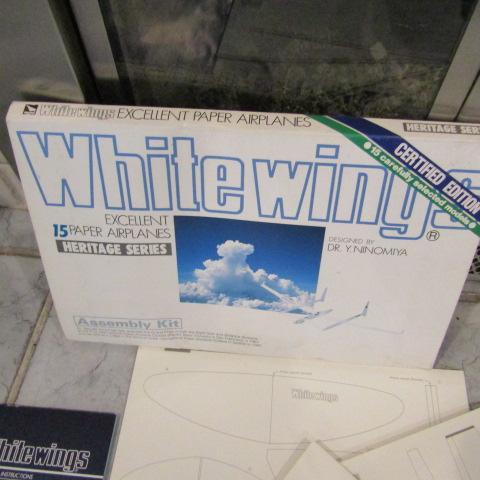 Whitewings EXCELLENT PAPER AIRPLANES
HERITAGE SERIES
CERTIFIED EDITION
15 carefully selected models
Whitewings®
EXCELLENT
15 PAPER AIRPLANES
HERITAGE SERIES
DESIGNED BY
DR. Y. NINOMIYA
Assembly Kit
Whitewings
Whitewings
INSTRUCTIONS